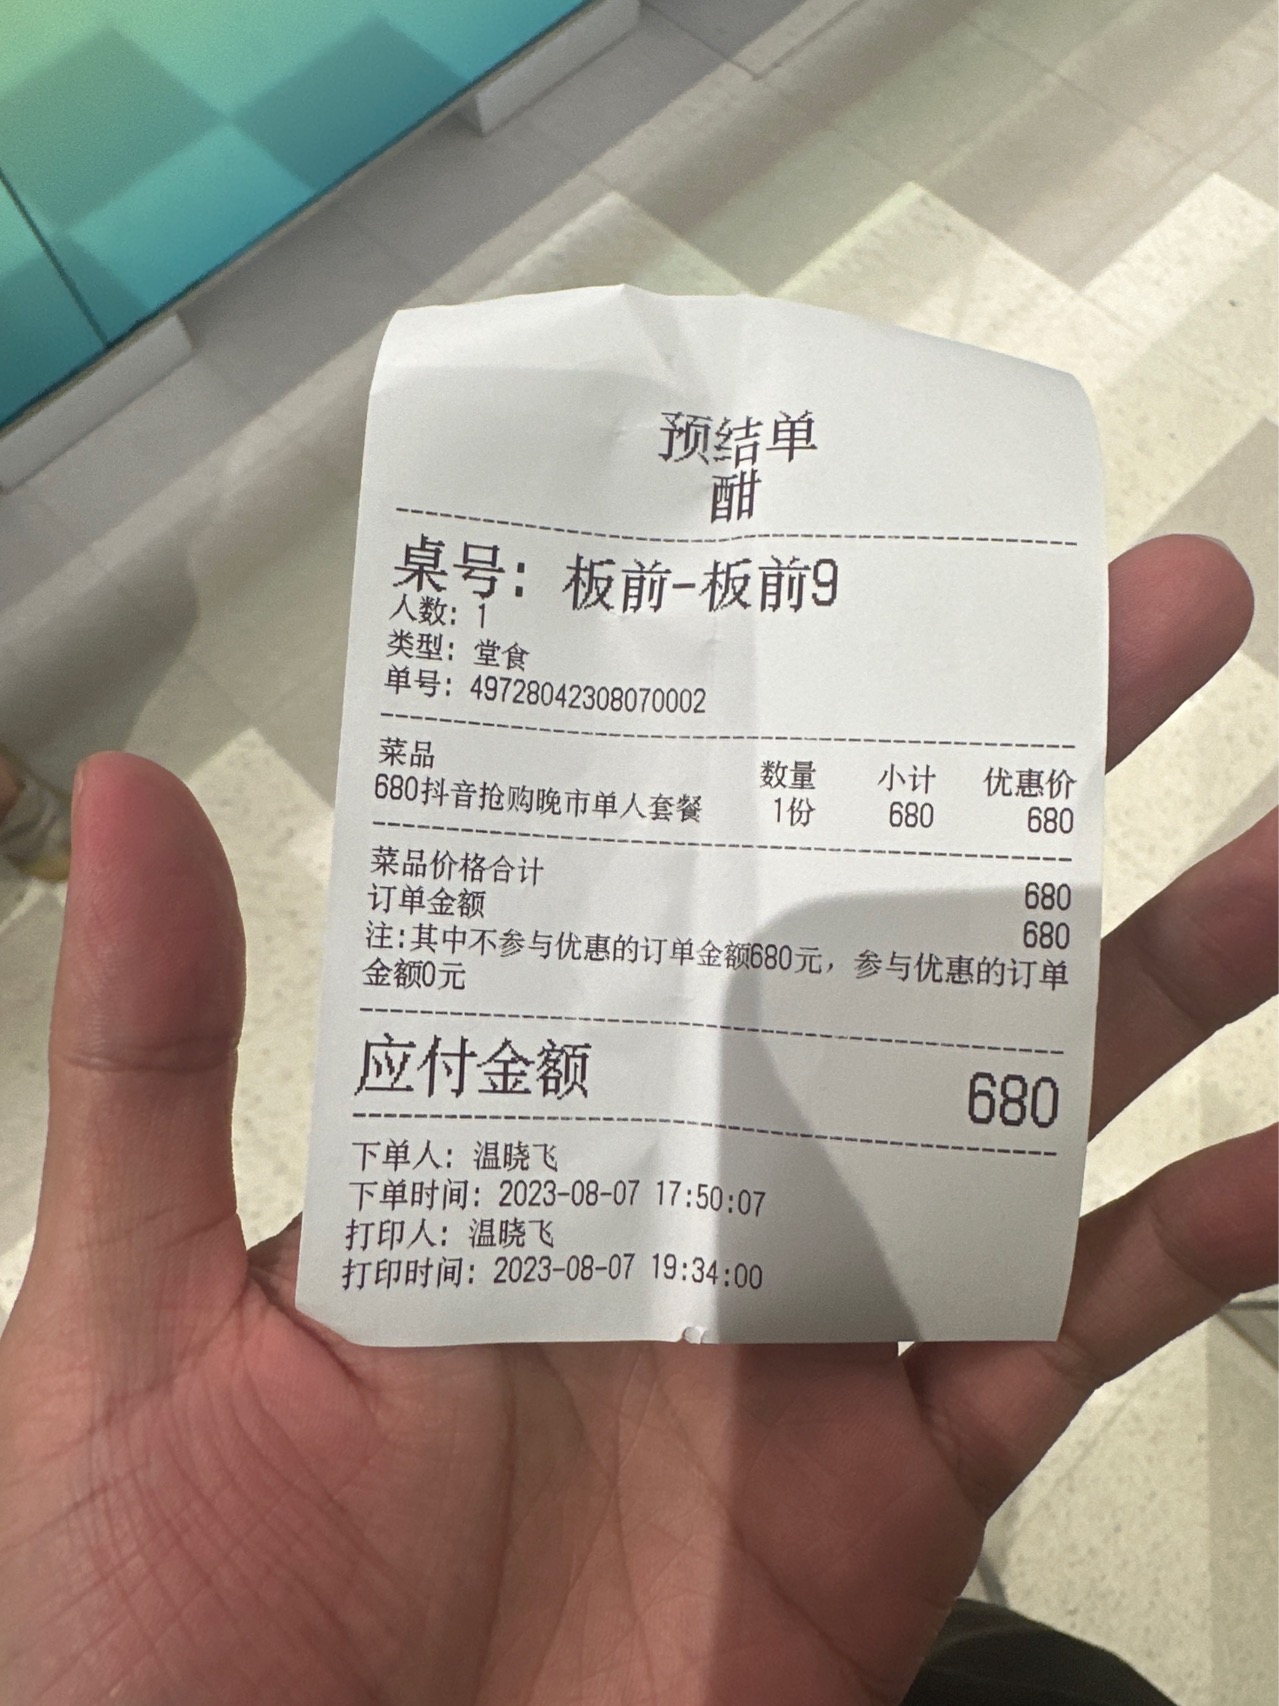 预结单
酣
桌号：板前-板前9
人数：1
类型：堂食
单号：49728042308070002
菜品 数量 小计 优惠价
680抖音抢购晚市单人套餐 1份 680 680
菜品价格合计 680
订单金额 680
注:其中不参与优惠的订单金额680元，参与优惠的订单
金额0元
应付金额 680
下单人：温晓飞
下单时间：2023-08-07 17:50:07
打印人：温晓飞
打印时间：2023-08-07 19:34:00